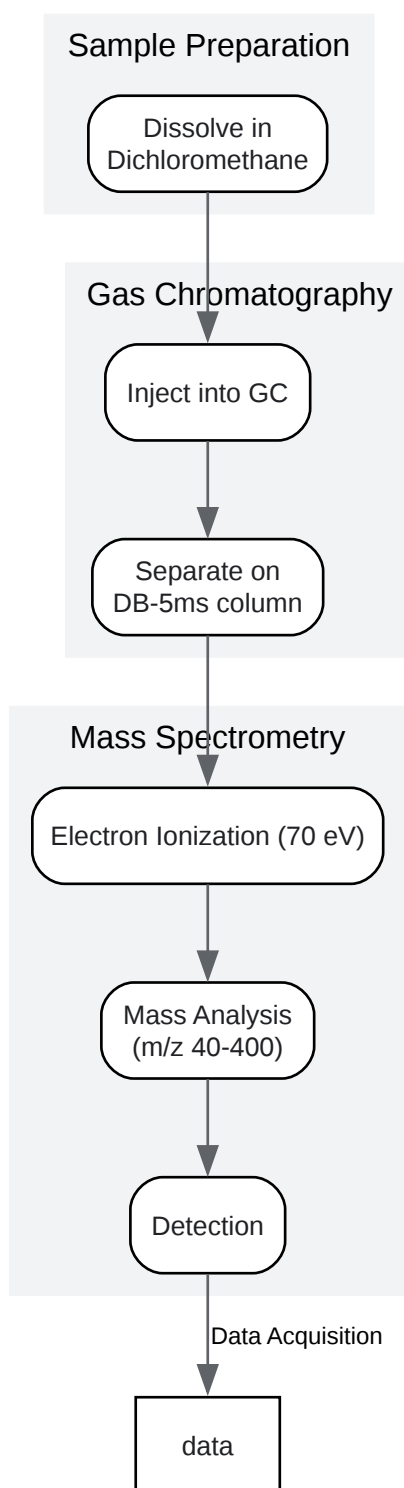 Sample Preparation
Dissolve in
Dichloromethane
Gas Chromatography
Inject into GC
Separate on
DB-5ms column
Mass Spectrometry
Electron Ionization (70 eV)
Mass Analysis
(m/z 40-400)
Detection
Data Acquisition
data